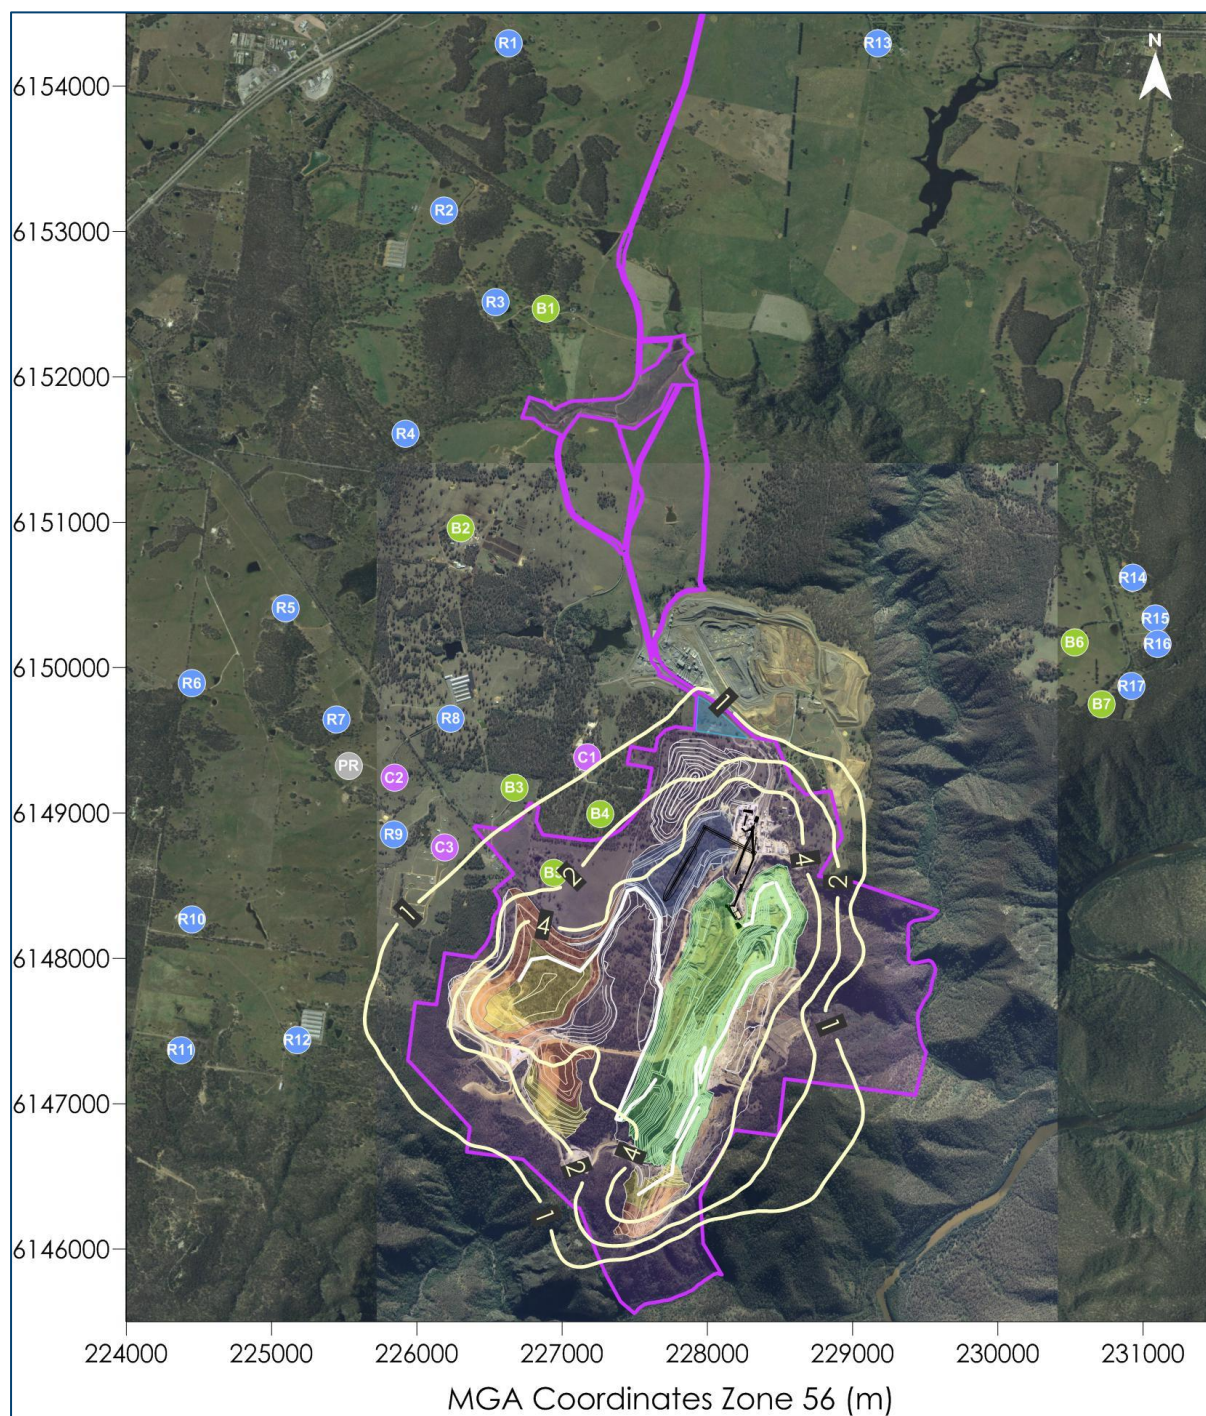 N
R1
R13
6154000
R2
6153000
R3
B1
6152000
R4
6151000
B2
R14
R5
R15
B6
R16
6150000
R6
R17
B7
1
R7
R8
C1
PR
C2
B3
6149000
B4
R9
C3
4
B5
2
2
1
R10
4
6148000
1
R12
R11
6147000
4
2
1
6146000
224000 225000 226000 227000 228000 229000 230000 231000
MGA Coordinates Zone 56 (m)